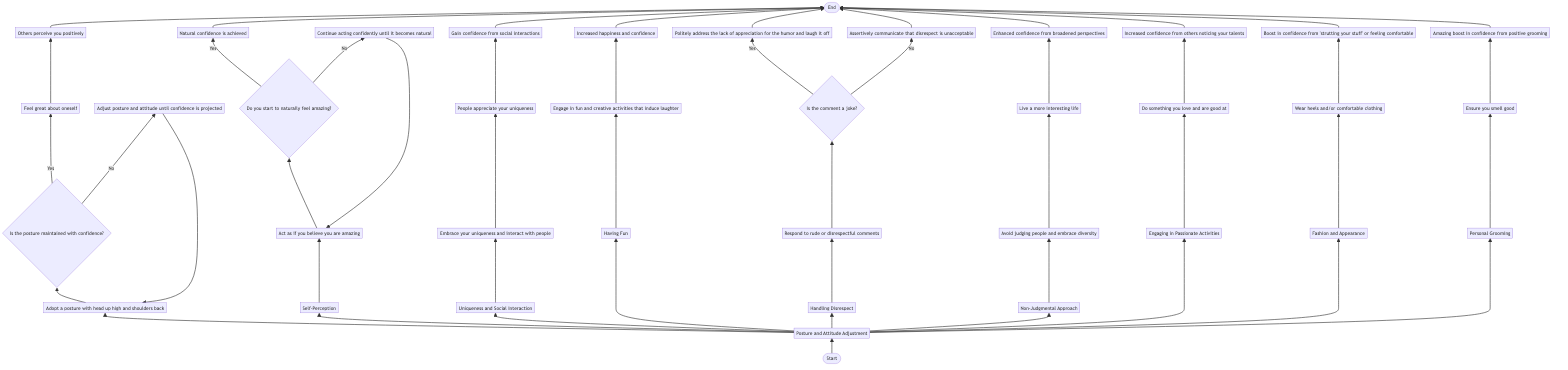 End
Others perceive you positively
Natural confidence is achieved
Continue acting confidently until it becomes natural
Gain confidence from social interactions
Increased happiness and confidence
Politely address the lack of appreciation for the humor and laugh it off
Assertively communicate that disrespect is unacceptable
Enhanced confidence from broadened perspectives
Increased confidence from others noticing your talents
Boost in confidence from 'strutting your stuff' or feeling comfortable
Amazing boost in confidence from positive grooming
Yes
No
Yes
No
Feel great about oneself
Adjust posture and attitude until confidence is projected
Do you start to naturally feel amazing?
People appreciate your uniqueness
Engage in fun and creative activities that induce laughter
Is the comment a joke?
Live a more interesting life
Do something you love and are good at
Wear heels and/or comfortable clothing
Ensure you smell good
Yes
No
Is the posture maintained with confidence?
Act as if you believe you are amazing
Embrace your uniqueness and interact with people
Having Fun
Respond to rude or disrespectful comments
Avoid judging people and embrace diversity
Engaging in Passionate Activities
Fashion and Appearance
Personal Grooming
Adopt a posture with head up high and shoulders back
Self-Perception
Uniqueness and Social Interaction
Handling Disrespect
Non-Judgmental Approach
Posture and Attitude Adjustment
Start